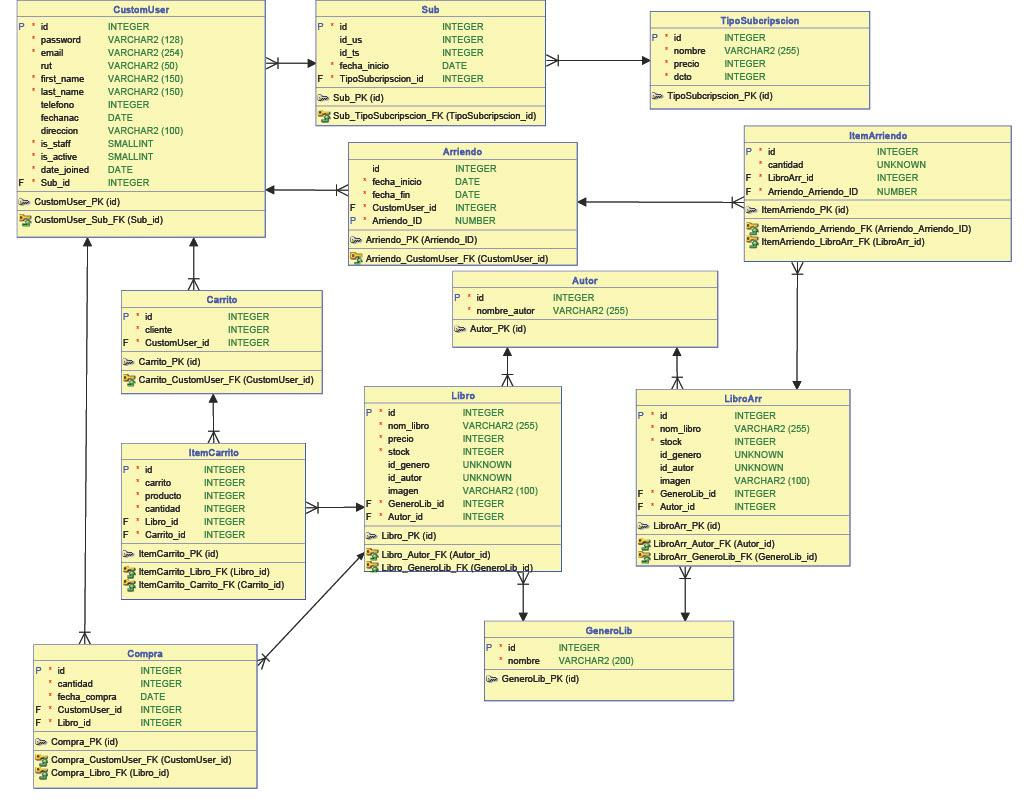 CustomUser
P * id INTEGER
* password VARCHAR2 (128)
* email VARCHAR2 (254)
rut VARCHAR2 (50)
* first_name VARCHAR2 (150)
* last_name VARCHAR2 (150)
telefono INTEGER
fechanac DATE
direccion VARCHAR2 (100)
* is_staff SMALLINT
* is_active SMALLINT
* date_joined DATE
F * Sub_id INTEGER
CustomUser_PK (id)
CustomUser_Sub_FK (Sub_id)
Sub
P * id INTEGER
id_us INTEGER
id_ts INTEGER
* fecha_inicio DATE
F * TipoSubcripscion_id INTEGER
Sub_PK (id)
Sub_TipoSubcripscion_FK (TipoSubcripscion_id)
TipoSubcripscion
P * id INTEGER
* nombre VARCHAR2 (255)
* precio INTEGER
* dcto INTEGER
TipoSubcripscion_PK (id)
Arriendo
id INTEGER
* fecha_inicio DATE
* fecha_fin DATE
F * CustomUser_id INTEGER
P * Arriendo_ID NUMBER
Arriendo_PK (Arriendo_ID)
Arriendo_CustomUser_FK (CustomUser_id)
ItemArriendo
P * id INTEGER
* cantidad UNKNOWN
F * LibroArr_id INTEGER
F * Arriendo_Arriendo_ID NUMBER
ItemArriendo_PK (id)
ItemArriendo_Arriendo_FK (Arriendo_Arriendo_ID)
ItemArriendo_LibroArr_FK (LibroArr_id)
Carrito
P * id INTEGER
* cliente INTEGER
F * CustomUser_id INTEGER
Carrito_PK (id)
Carrito_CustomUser_FK (CustomUser_id)
Autor
P * id INTEGER
* nombre_autor VARCHAR2 (255)
Autor_PK (id)
Libro
P * id INTEGER
* nom_libro VARCHAR2 (255)
* precio INTEGER
* stock INTEGER
id_genero UNKNOWN
id_autor UNKNOWN
imagen VARCHAR2 (100)
F * GeneroLib_id INTEGER
F * Autor_id INTEGER
Libro_PK (id)
Libro_Autor_FK (Autor_id)
Libro_GeneroLib_FK (GeneroLib_id)
LibroArr
P * id INTEGER
* nom_libro VARCHAR2 (255)
* stock INTEGER
id_genero UNKNOWN
id_autor UNKNOWN
imagen VARCHAR2 (100)
F * GeneroLib_id INTEGER
F * Autor_id INTEGER
LibroArr_PK (id)
LibroArr_Autor_FK (Autor_id)
LibroArr_GeneroLib_FK (GeneroLib_id)
ItemCarrito
P * id INTEGER
* carrito INTEGER
* producto INTEGER
* cantidad INTEGER
F * Libro_id INTEGER
F * Carrito_id INTEGER
ItemCarrito_PK (id)
ItemCarrito_Libro_FK (Libro_id)
ItemCarrito_Carrito_FK (Carrito_id)
GeneroLib
P * id INTEGER
* nombre VARCHAR2 (200)
GeneroLib_PK (id)
Compra
P * id INTEGER
* cantidad INTEGER
* fecha_compra DATE
F * CustomUser_id INTEGER
F * Libro_id INTEGER
Compra_PK (id)
Compra_CustomUser_FK (CustomUser_id)
Compra_Libro_FK (Libro_id)